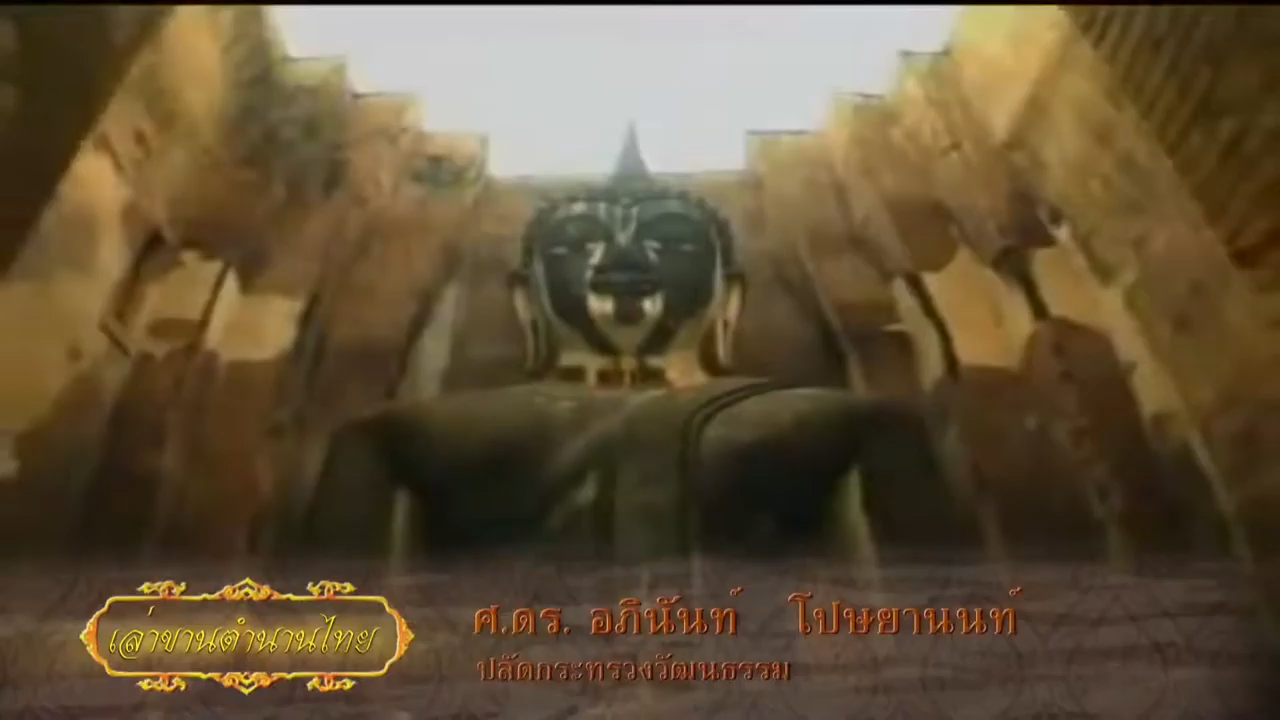 เล่าขานตำนานไทย
ศ.ดร. อภินันท์ โปษยานนท์
ปลัดกระทรวงวัฒนธรรม